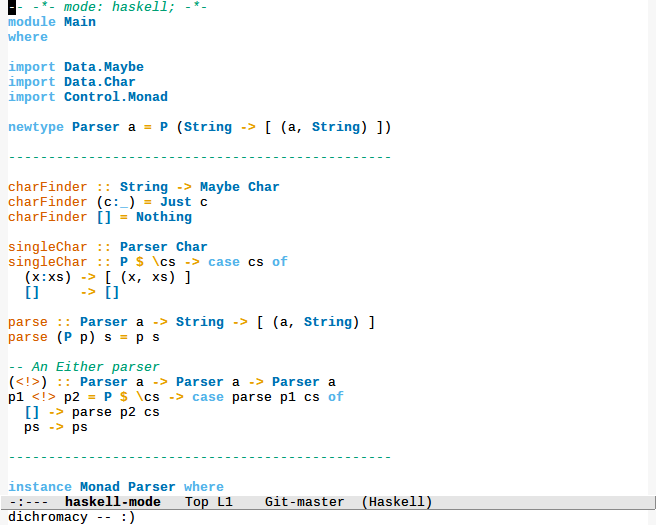 -- -*- mode: haskell; -*-
module Main
where

import Data.Maybe
import Data.Char
import Control.Monad

newtype Parser a = P (String -> [ (a, String) ])

------------------------------------------------

charFinder :: String -> Maybe Char
charFinder (c:_) = Just c
charFinder [] = Nothing

singleChar :: Parser Char
singleChar :: P $ \cs -> case cs of
  (x:xs) -> [ (x, xs) ]
  []     -> []

parse :: Parser a -> String -> [ (a, String) ]
parse (P p) s = p s

-- An Either parser
(<!>) :: Parser a -> Parser a -> Parser a
p1 <!> p2 = P $ \cs -> case parse p1 cs of
  [] -> parse p2 cs
  ps -> ps

------------------------------------------------

instance Monad Parser where
-:---  haskell-mode   Top L1    Git-master  (Haskell)
dichromacy -- :)